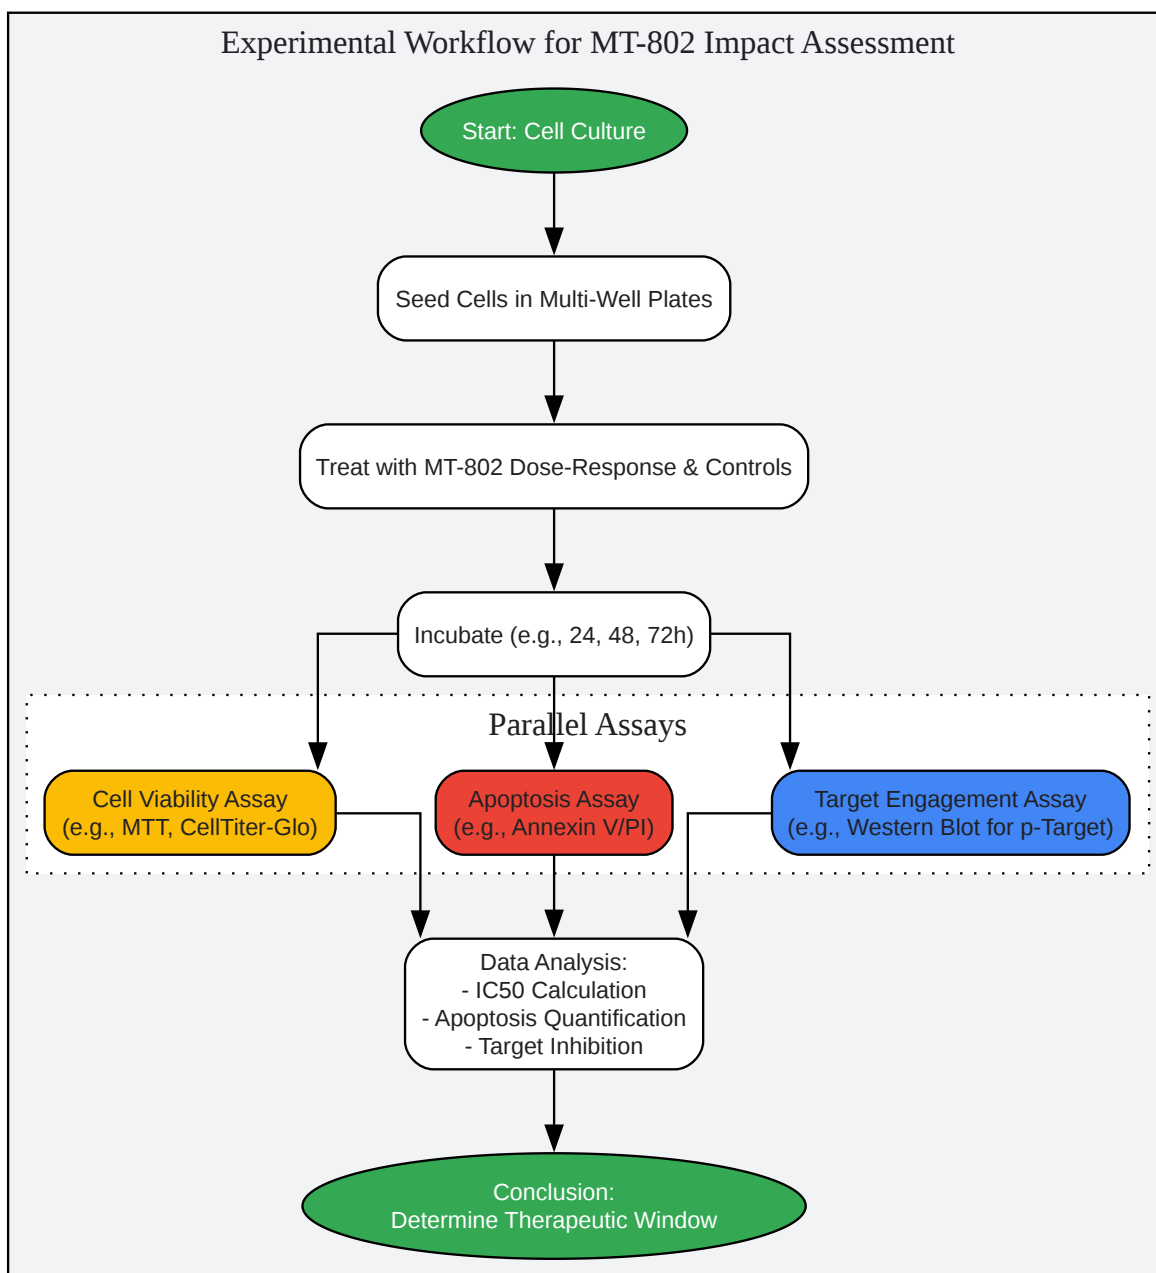 Experimental Workflow for MT-802 Impact Assessment
Start: Cell Culture
Seed Cells in Multi-Well Plates
Treat with MT-802 Dose-Response & Controls
Incubate (e.g., 24, 48, 72h)
Parallel Assays
Cell Viability Assay
(e.g., MTT, CellTiter-Glo)
Apoptosis Assay
(e.g., Annexin V/PI)
Target Engagement Assay
(e.g., Western Blot for p-Target)
Data Analysis:
- IC50 Calculation
- Apoptosis Quantification
- Target Inhibition
Conclusion:
Determine Therapeutic Window